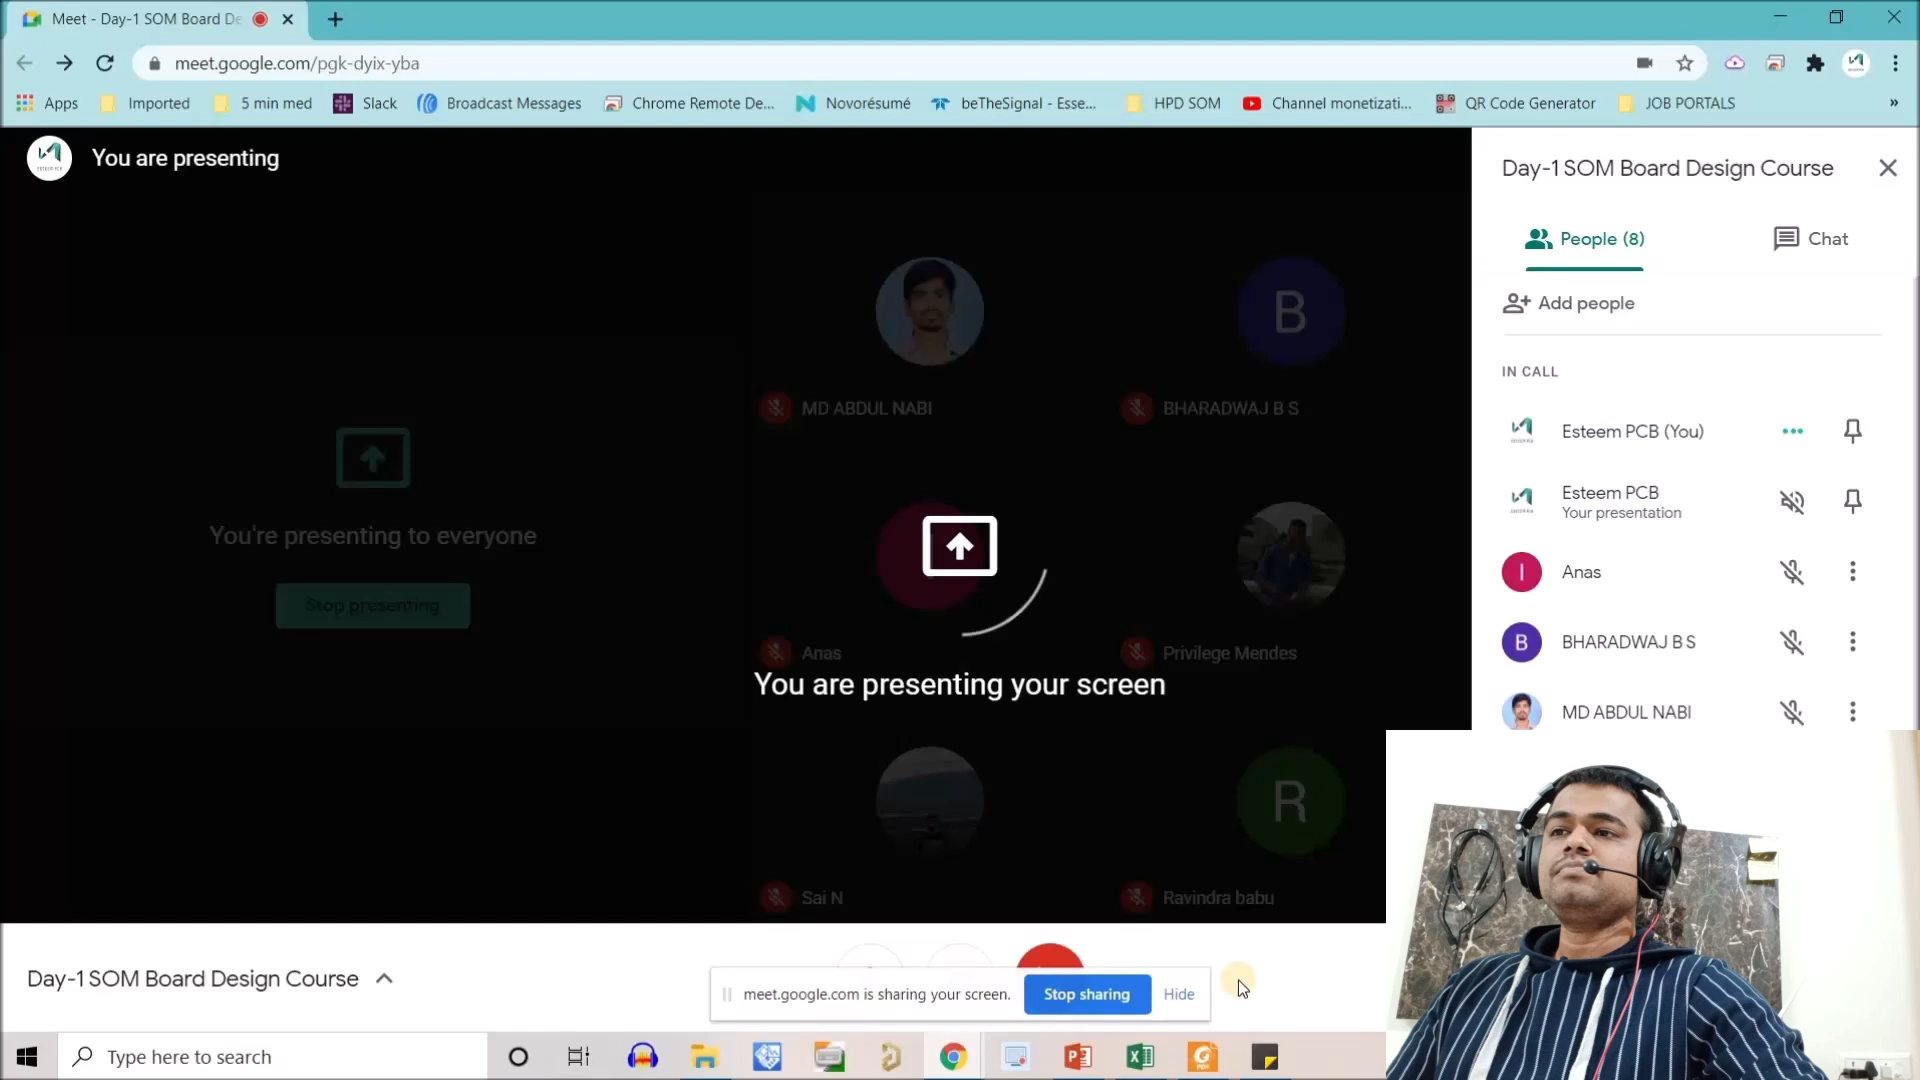 Meet - Day-1 SOM Board De
meet.google.com/pgk-dyix-yba
Apps
Imported
5 min med
Slack
Broadcast Messages
Chrome Remote De...
Novorésumé
beTheSignal - Esse...
HPD SOM
Channel monetizati...
QR Code Generator
JOB PORTALS
»
You are presenting
Day-1 SOM Board Design Course
People (8)
Chat
Add people
IN CALL
Esteem PCB (You)
Esteem PCB
Your presentation
I Anas
B BHARADWAJ B S
MD ABDUL NABI
MD ABDUL NABI
B
BHARADWAJ B S
You're presenting to everyone
Stop presenting
Anas
Privilege Mendes
You are presenting your screen
Sai N
R
Ravindra babu
Day-1 SOM Board Design Course
meet.google.com is sharing your screen.
Stop sharing
Hide
Type here to search